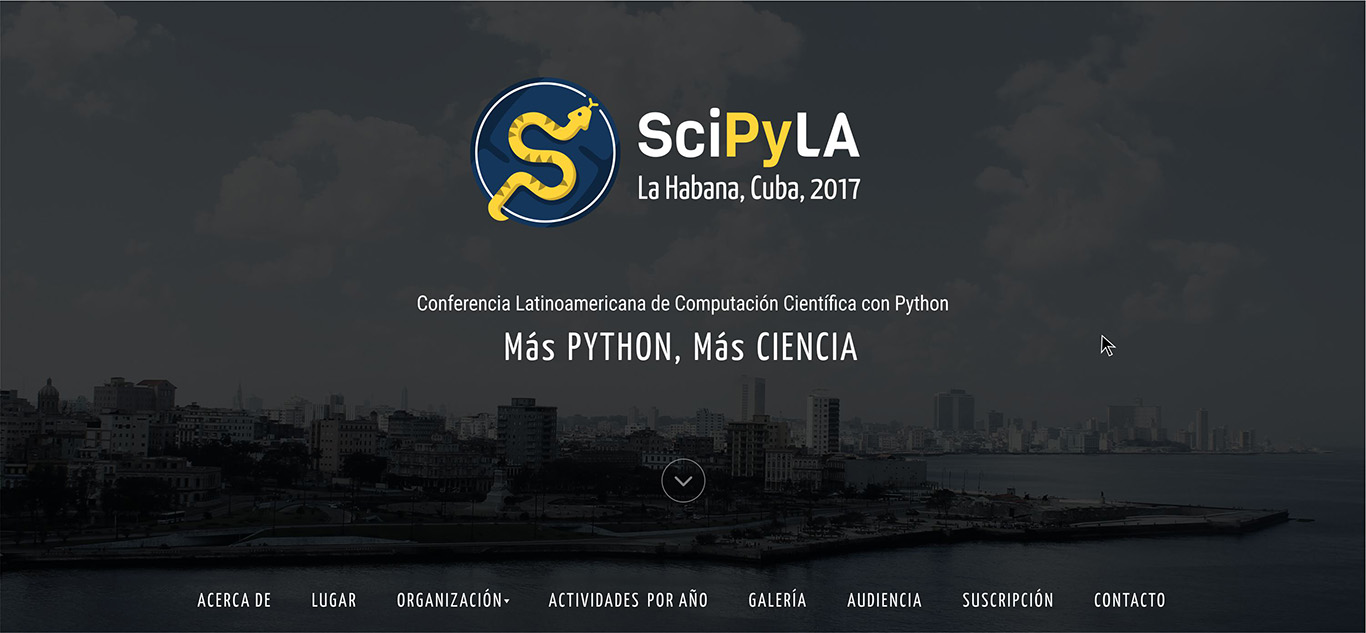 SciPyLA
La Habana, Cuba, 2017
Conferencia Latinoamericana de Computación Científica con Python
Más PYTHON, Más CIENCIA
ACERCA DE LUGAR ORGANIZACIÓN ACTIVIDADES POR AÑO GALERÍA AUDIENCIA SUSCRIPCIÓN CONTACTO